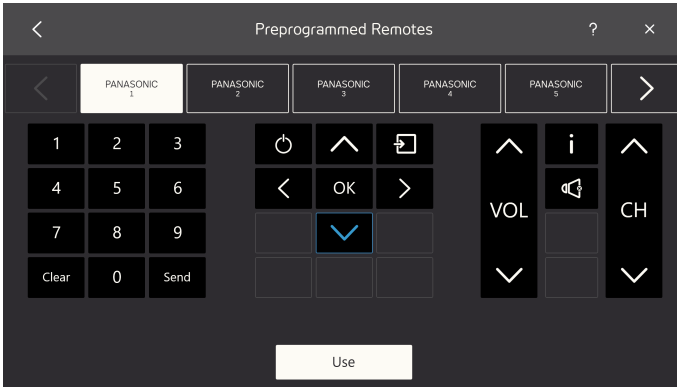 Preprogrammed Remotes ? ×
PANASONIC
1
PANASONIC
2
PANASONIC
3
PANASONIC
4
PANASONIC
5
1 2 3
4 5 6
7 8 9
Clear 0 Send
OK
VOL
i
CH
Use